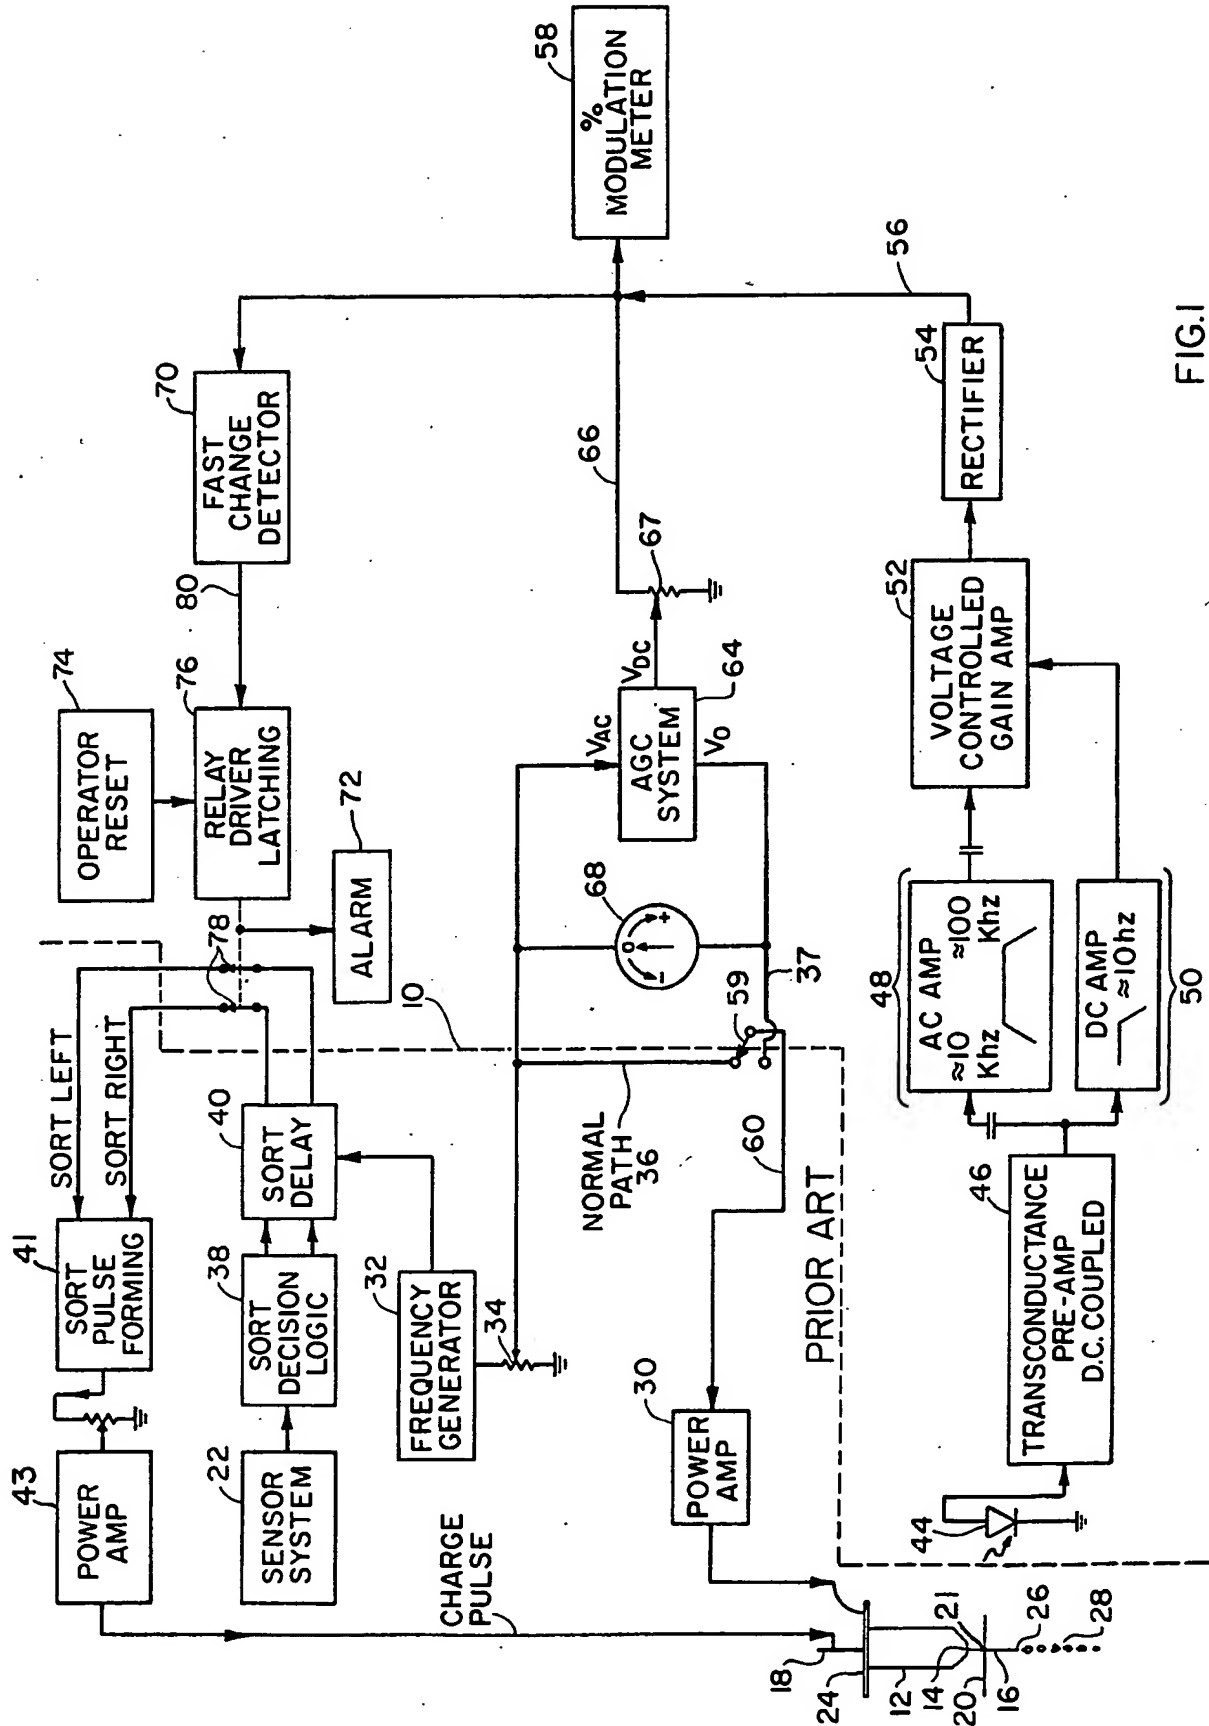 43
POWER
AMP
41
SORT
PULSE
FORMING
SORT LEFT
SORT RIGHT
22
SENSOR
SYSTEM
38
SORT
DECISION
LOGIC
40
SORT
DELAY
78
10
74
OPERATOR
RESET
76
RELAY
DRIVER
LATCHING
72
ALARM
80
70
FAST
CHANGE
DETECTOR
32
FREQUENCY
GENERATOR
34
CHARGE
PULSE
NORMAL
PATH
36
59
37
60
68
- O +
VAC
VDC
VO
AGC
SYSTEM
64
67
66
58
%
MODULATION
METER
56
30
POWER
AMP
18
24
12
14
21
20
16
26
28
PRIOR ART
44
46
TRANSCONDUCTANCE
PRE-AMP
D.C. COUPLED
48
AC AMP
≈10 ≈100
Khz Khz
DC AMP
≈10hz
50
52
VOLTAGE
CONTROLLED
GAIN AMP
54
RECTIFIER
FIG.1